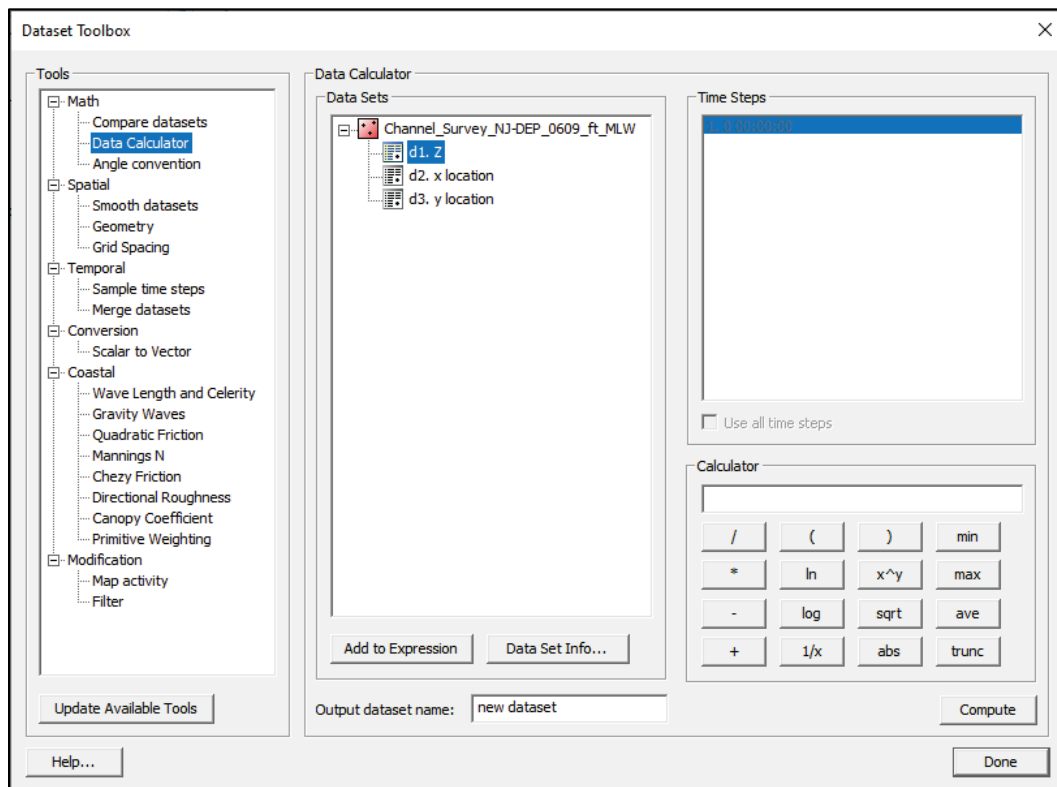 Dataset Toolbox
Tools
Math
Compare datasets
Data Calculator
Angle convention
Spatial
Smooth datasets
Geometry
Grid Spacing
Temporal
Sample time steps
Merge datasets
Conversion
Scalar to Vector
Coastal
Wave Length and Celerity
Gravity Waves
Quadratic Friction
Mannings N
Chezy Friction
Directional Roughness
Canopy Coefficient
Primitive Weighting
Modification
Map activity
Filter
Update Available Tools
Help...
Data Calculator
Data Sets
Channel_Survey_NJ-DEP_0609_ft_MLW
d1. Z
d2. x location
d3. y location
Add to Expression Data Set Info...
Output dataset name: new dataset
Time Steps
1. 0 00:00:00
Use all time steps
Calculator
/ ( ) min
* ln x^y max
- log sqrt ave
+ 1/x abs trunc
Compute
Done